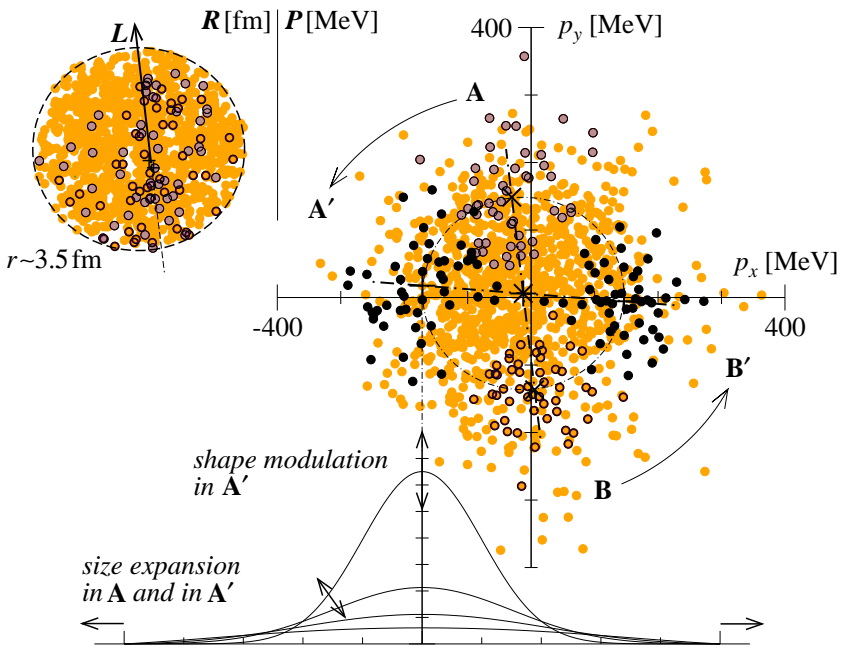 L
R [fm] P [MeV]
400
p_y [MeV]
A
A′
r~3.5 fm
p_x [MeV]
-400
400
B′
B
shape modulation
in A′
size expansion
in A and in A′